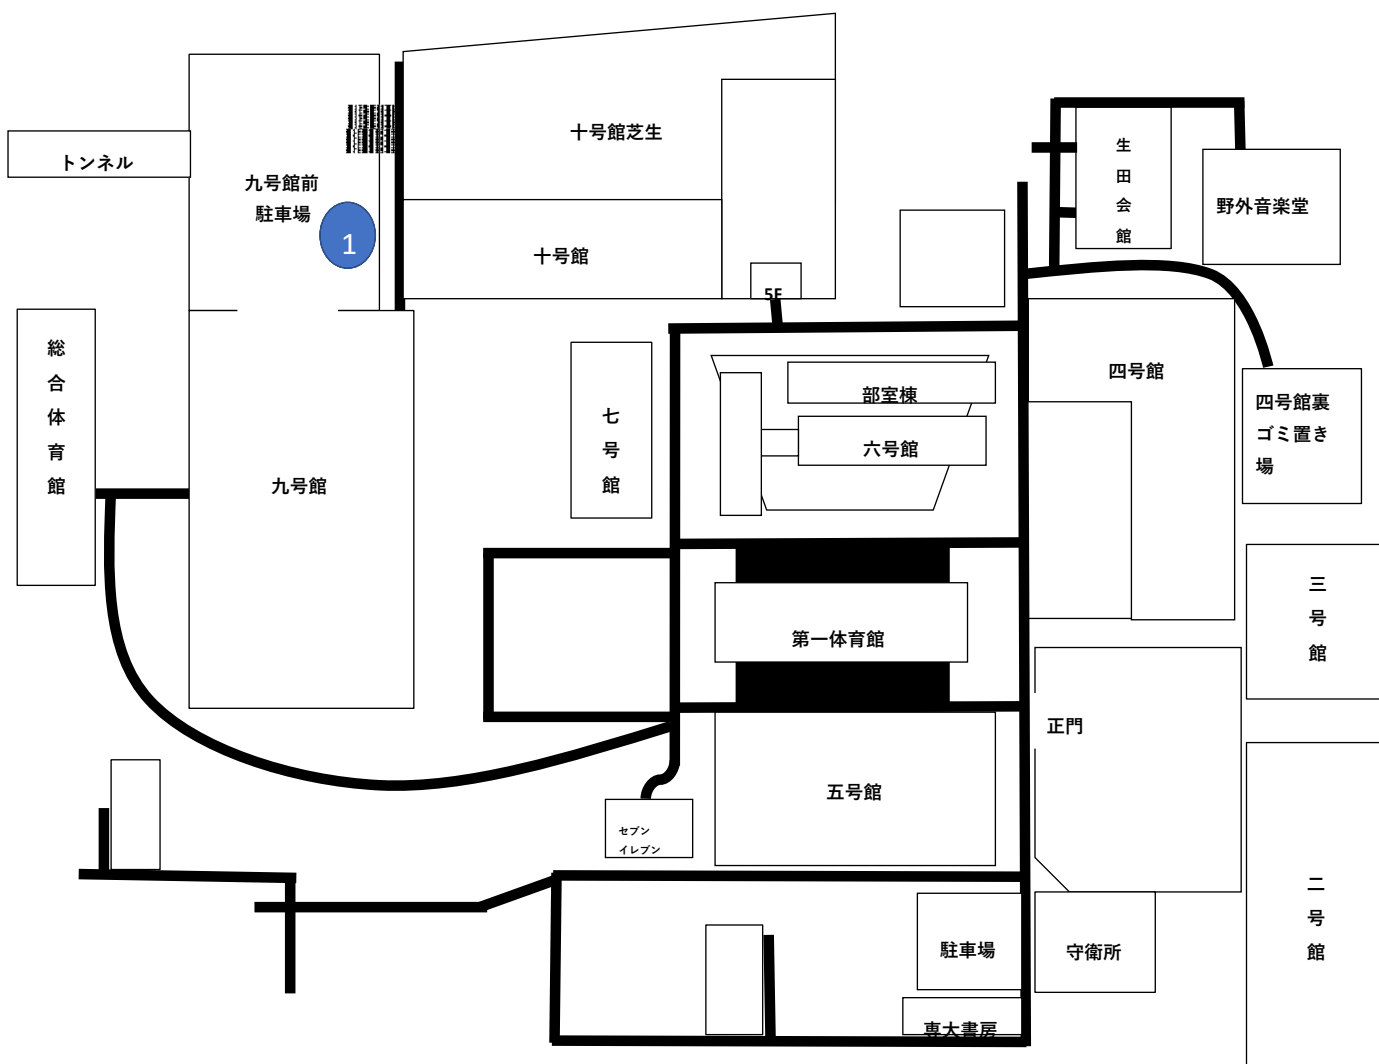 十号館芝生
トンネル
九号館前
駐車場
1
十号館
5F
生田会館
野外音楽堂
総合体育館
九号館
七号館
部室棟
六号館
四号館
四号館裏
ゴミ置き
場
第一体育館
三号館
正門
五号館
セブン
イレブン
二号館
駐車場
守衛所
専大書房